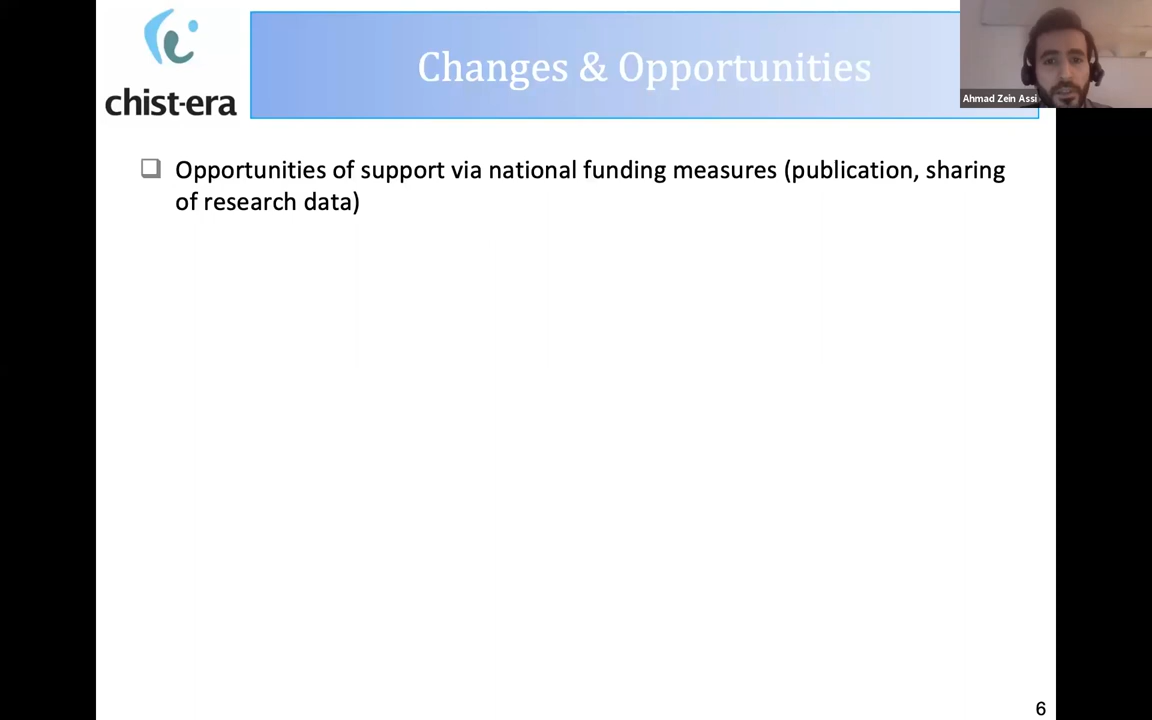 chist-era
Changes & Opportunities
Ahmad Zein Assi
❑ Opportunities of support via national funding measures (publication, sharing
of research data)
6